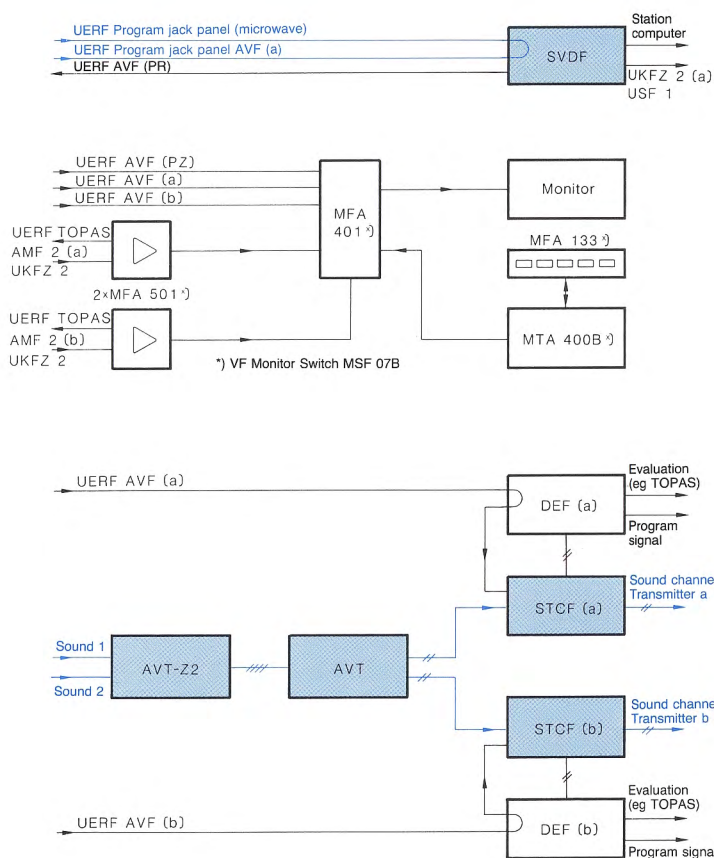 UERF Program jack panel (microwave)
UERF Program jack panel AVF (a)
UERF AVF (PR)
SVDF
Station
computer
UKFZ 2 (a)
USF 1
UERF AVF (PZ)
UERF AVF (a)
UERF AVF (b)
MFA
401*)
Monitor
UERF TOPAS
AMF 2 (a)
UKFZ 2
2×MFA 501*)
MFA 133*)
UERF TOPAS
AMF 2 (b)
UKFZ 2
MTA 400B*)
*) VF Monitor Switch MSF 07B
UERF AVF (a)
DEF (a)
Evaluation
(eg TOPAS)
Program
signal
STCF (a)
Sound channe
Transmitter a
Sound 1
Sound 2
AVT-Z2
AVT
STCF (b)
Sound channe
Transmitter b
UERF AVF (b)
DEF (b)
Evaluation
(eg TOPAS)
Program signal